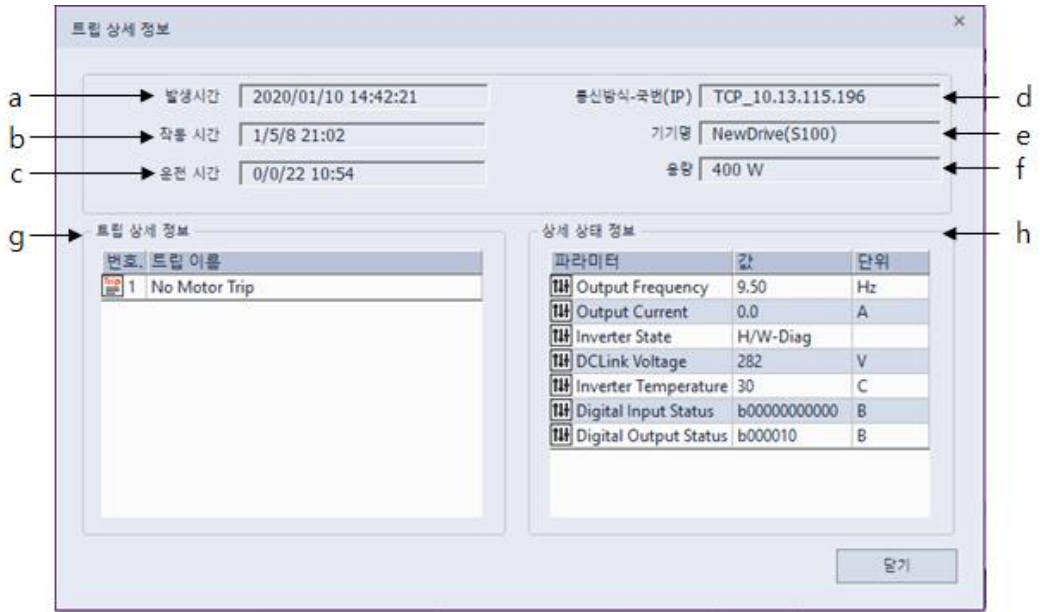 트립 상세 정보 ×
a 발생시간 2020/01/10 14:42:21 통신방식-국번(IP) TCP_10.13.115.196 d
b 작동 시간 1/5/8 21:02 기기명 NewDrive(S100) e
c 운전 시간 0/0/22 10:54 용량 400 W f
g 트립 상세 정보 상세 상태 정보 h
번호. 트립 이름 파라미터 값 단위
Trip 1 No Motor Trip Output Frequency 9.50 Hz
Output Current 0.0 A
Inverter State H/W-Diag
DCLink Voltage 282 V
Inverter Temperature 30 C
Digital Input Status b00000000000 B
Digital Output Status b000010 B
닫기